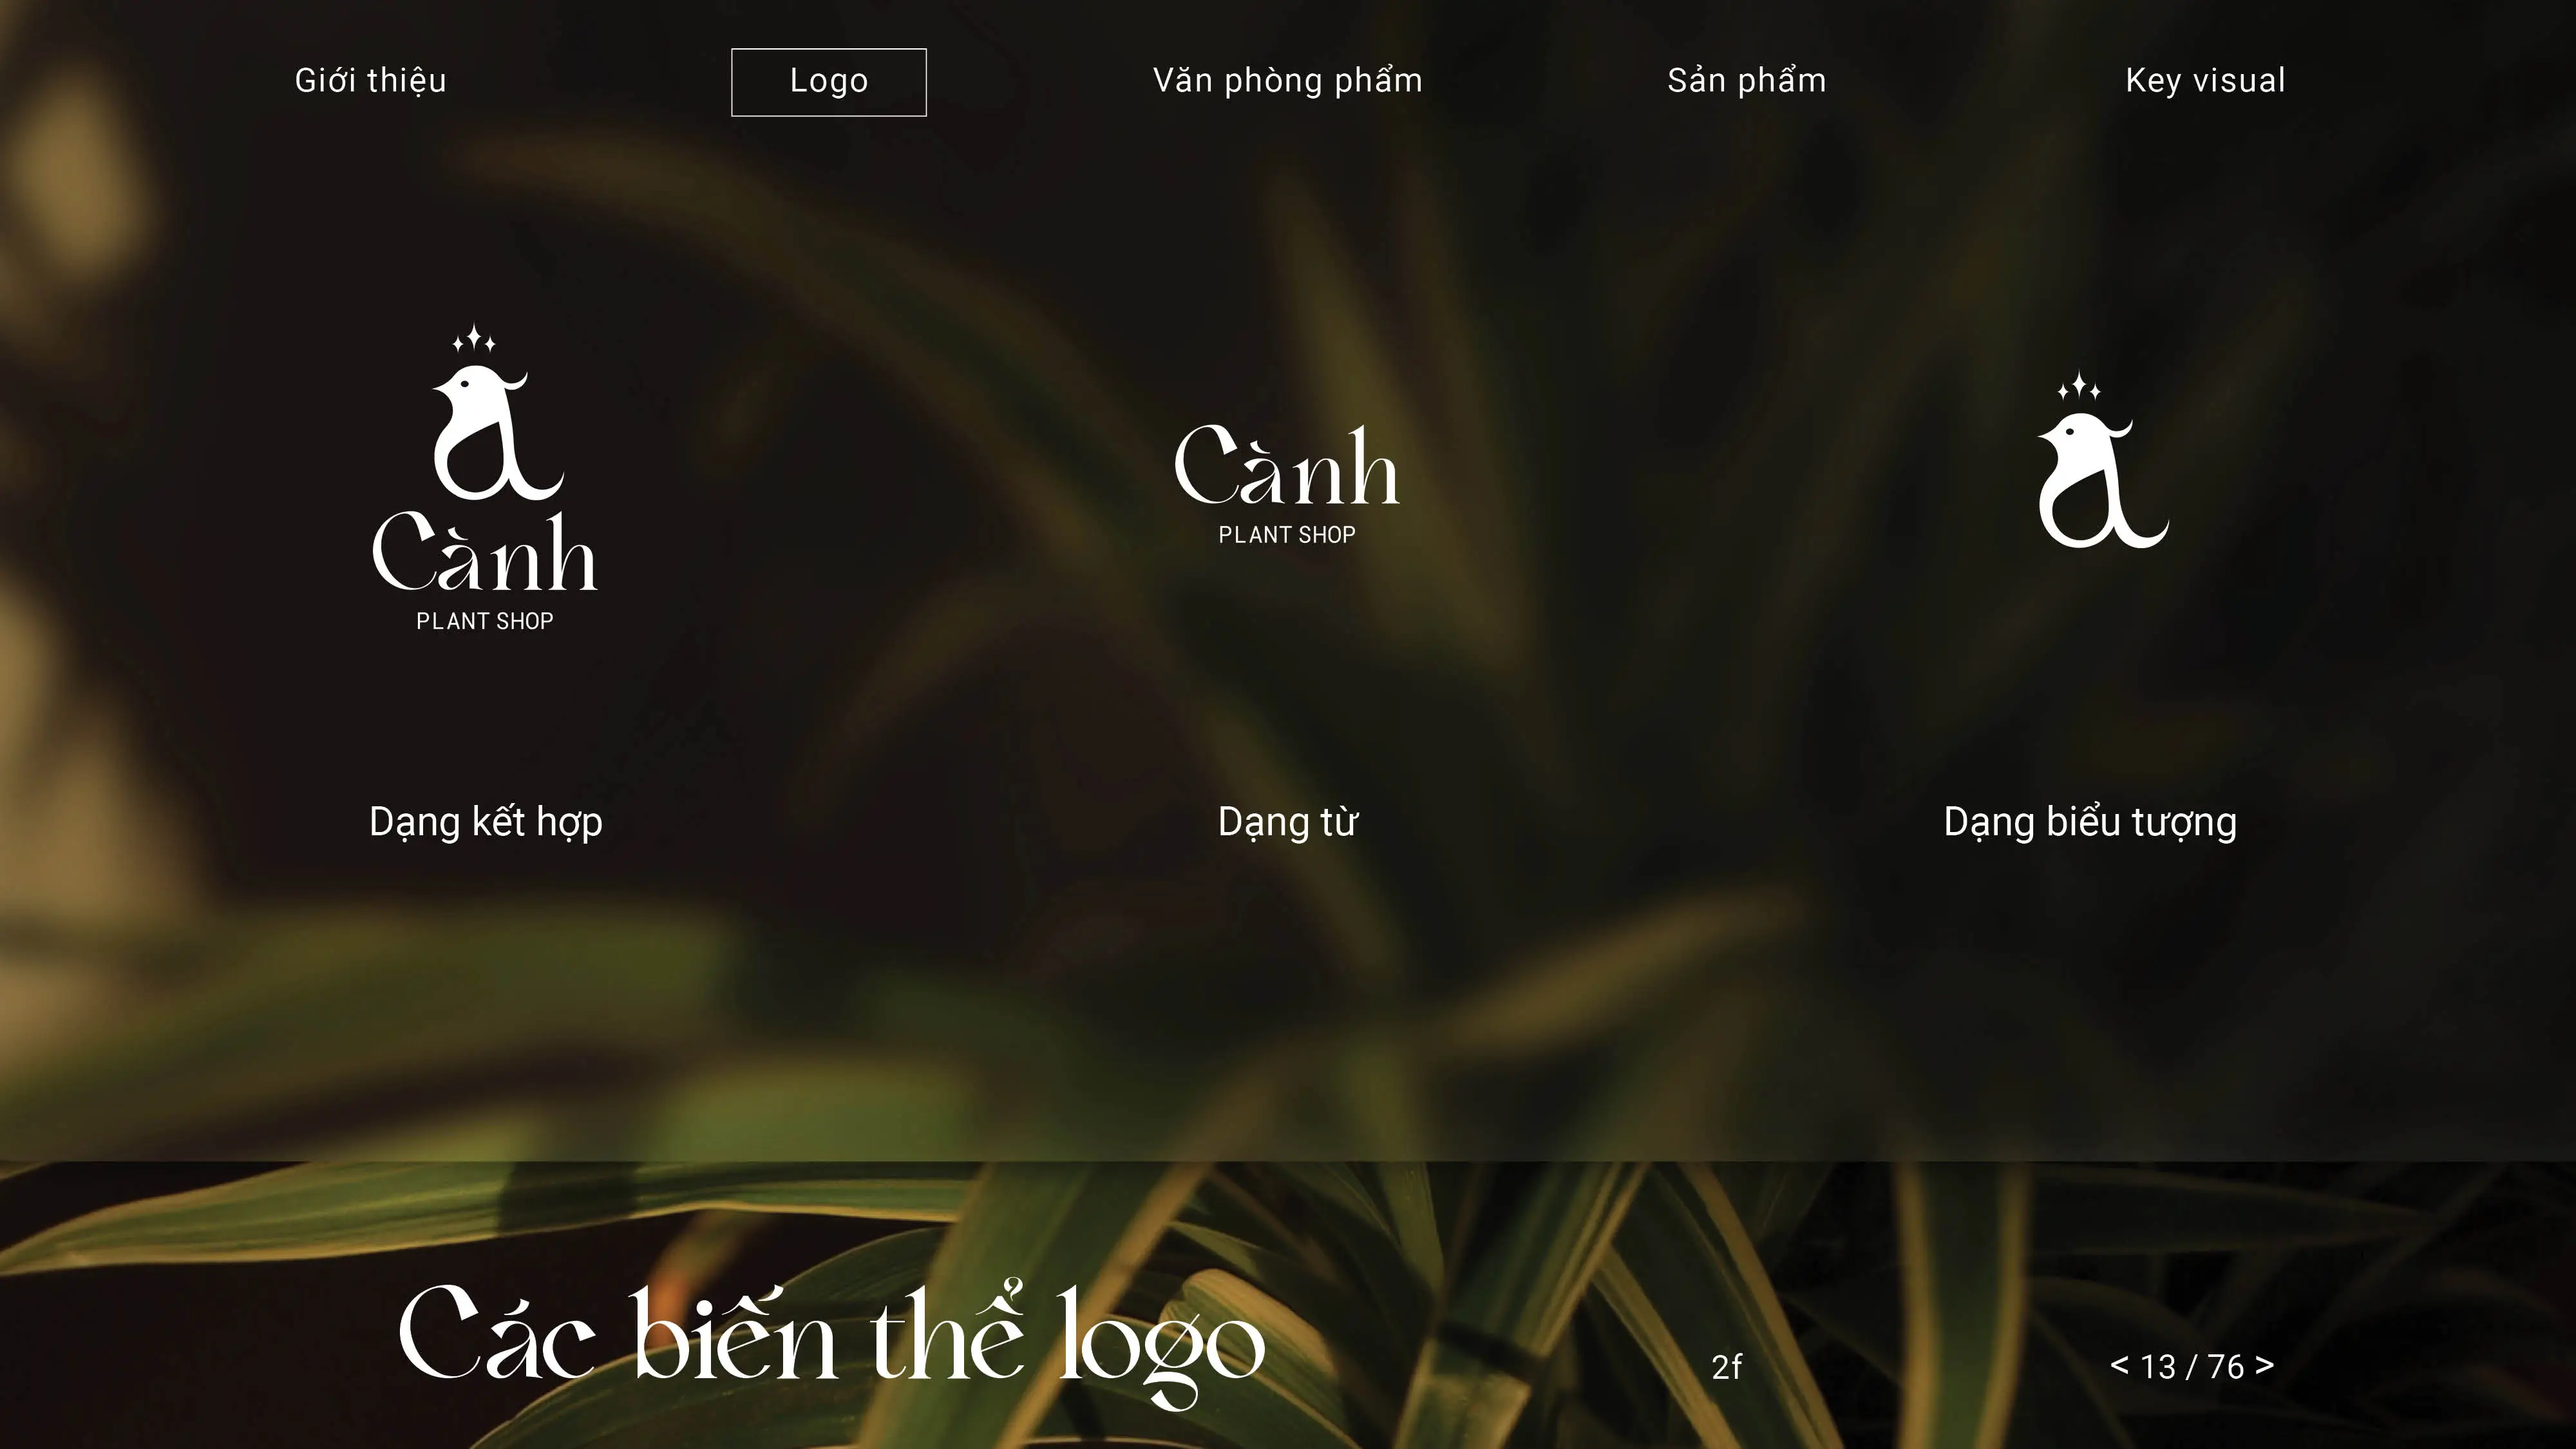 Giới thiệu
Logo
Văn phòng phẩm
Sản phẩm
Key visual
Cành
PLANT SHOP
Cành
PLANT SHOP
Dạng kết hợp
Dạng từ
Dạng biểu tượng
Các biến thể logo
2f
< 13 / 76 >